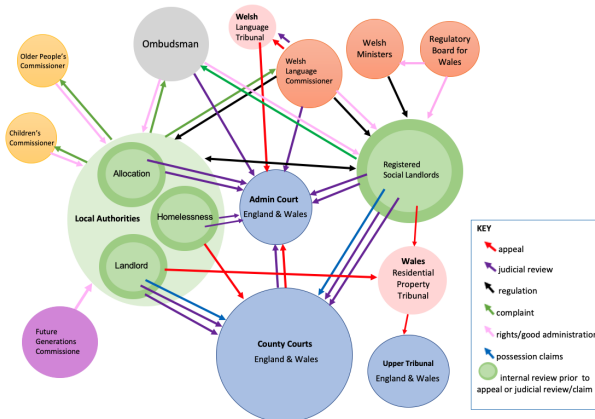 Welsh
Language
Tribunal
Older People's
Commissioner
Ombudsman
Welsh
Language
Commissioner
Welsh
Ministers
Regulatory
Board for
Wales
Children's
Commissioner
Allocation
Registered
Social Landlords
Local Authorities
Homelessness
Admin Court
England & Wales
Landlord
Wales
Residential
Property
Tribunal
Future
Generations
Commissione
County Courts
England & Wales
Upper Tribunal
England & Wales
KEY
appeal
judicial review
regulation
complaint
rights/good administration
possession claims
internal review prior to
appeal or judicial review/claim